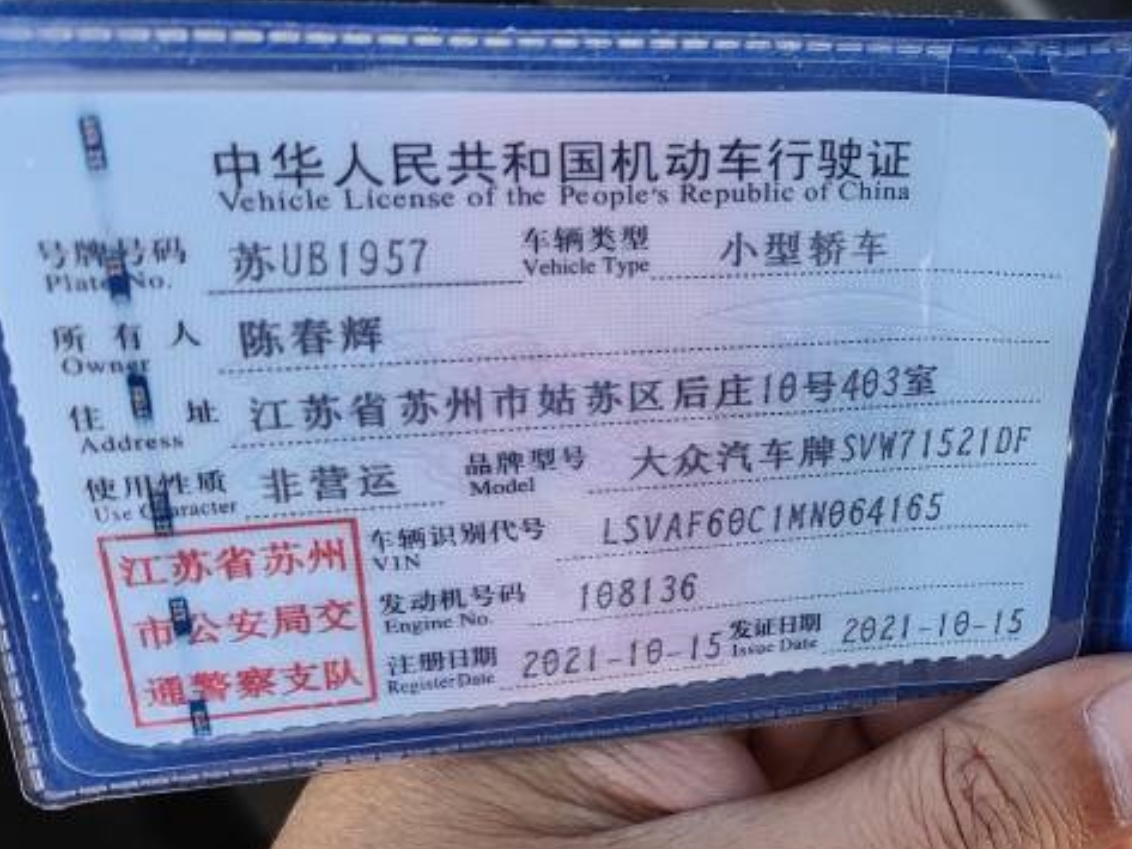 中华人民共和国机动车行驶证
Vehicle License of the People's Republic of China
号牌号码 苏UB1957 车辆类型 小型轿车
Plate No. Vehicle Type
所有人 陈春辉
Owner
住址 江苏省苏州市姑苏区后庄10号403室
Address
使用性质 非营运 品牌型号 大众汽车牌SVW71521DF
Use Character Model
江苏省苏州
市公安局交
通警察支队
车辆识别代号 LSVAF60C1MN064165
VIN
发动机号码 108136
Engine No.
注册日期 2021-10-15 发证日期 2021-10-15
Register Date Issue Date